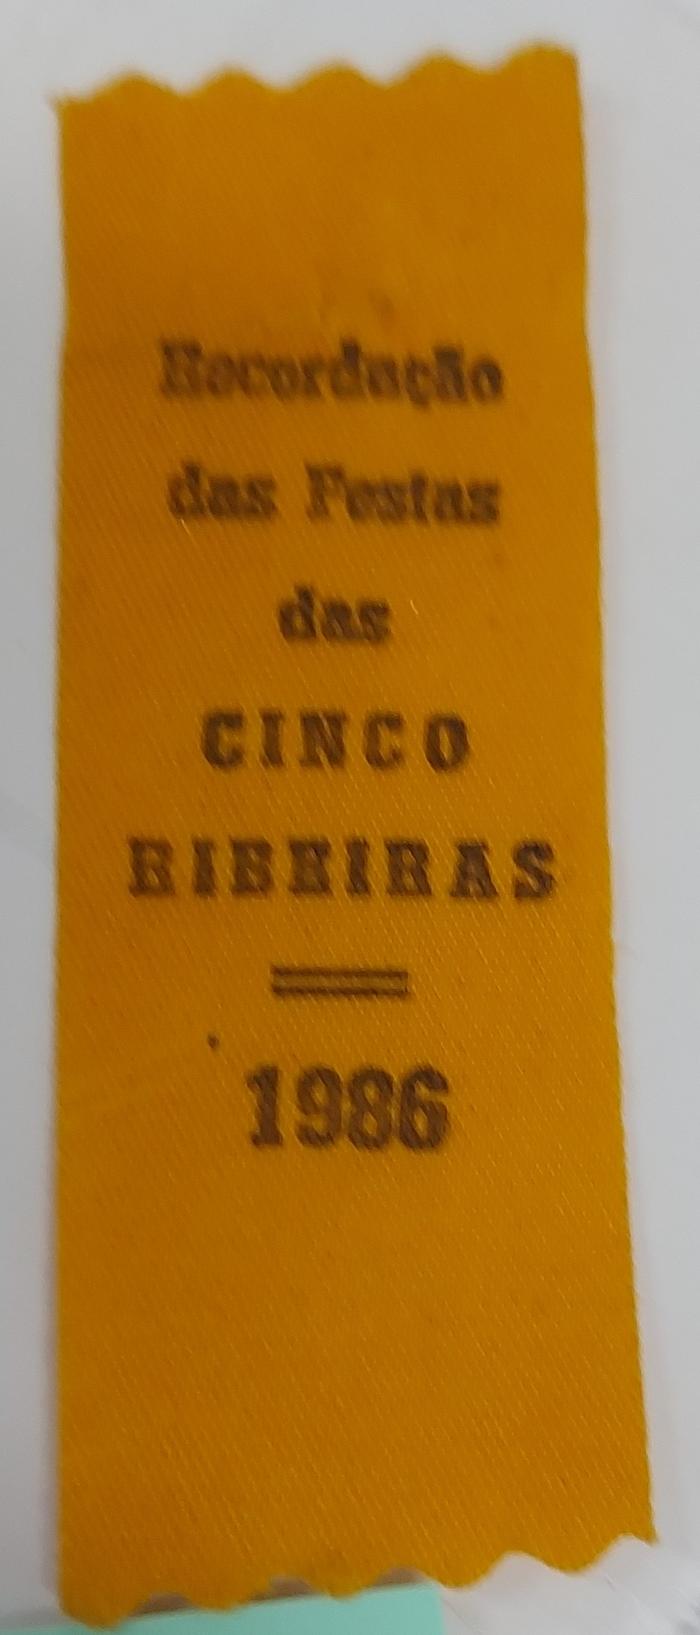 Recordação
das Festas
das
CINCO
RIBEIRAS
1986